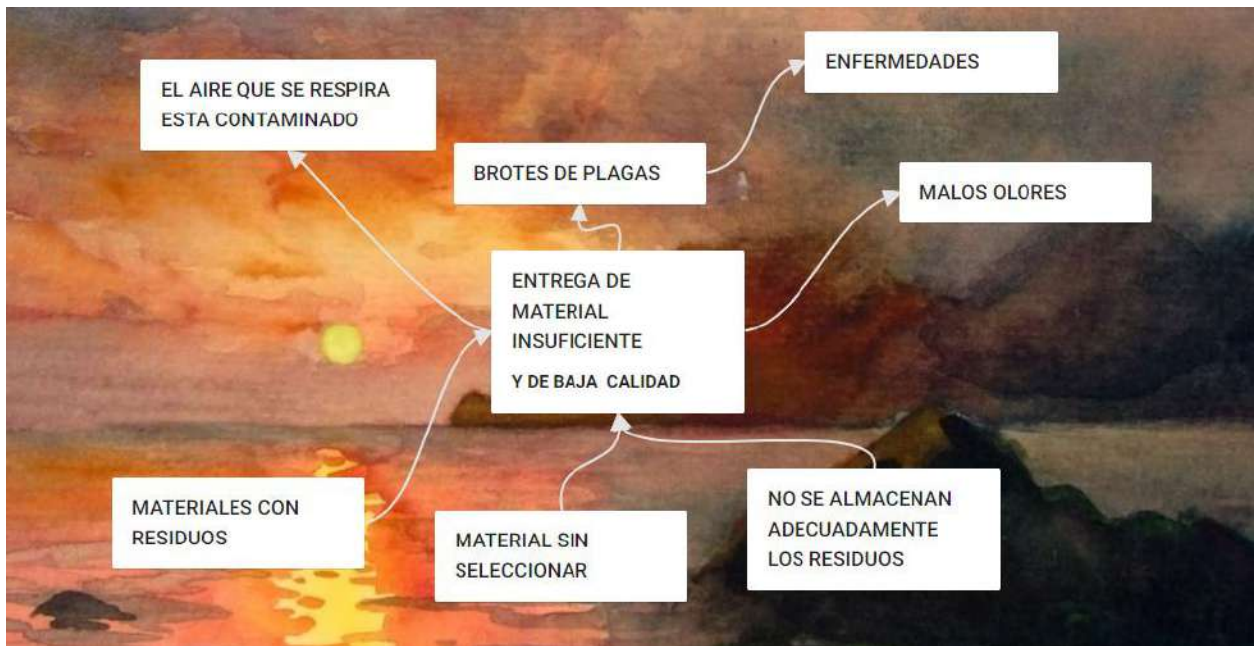 ENFERMEDADES
EL AIRE QUE SE RESPIRA
ESTA CONTAMINADO
BROTES DE PLAGAS
MALOS OLORES
ENTREGA DE
MATERIAL
INSUFICIENTE
Y DE BAJA CALIDAD
MATERIALES CON
RESIDUOS
MATERIAL SIN
SELECCIONAR
NO SE ALMACENAN
ADECUADAMENTE
LOS RESIDUOS